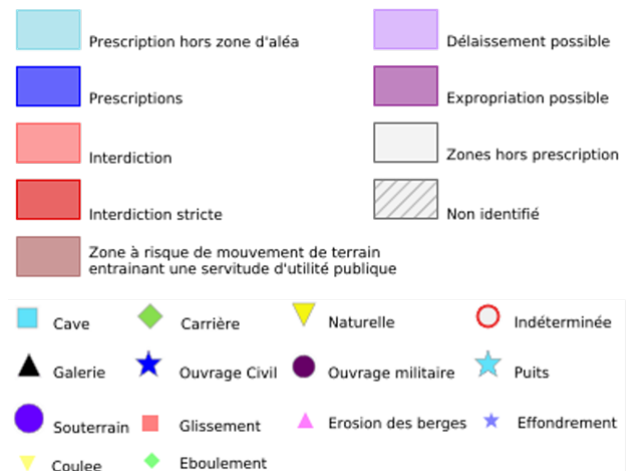 Prescription hors zone d'aléa
Délaissement possible
Prescriptions
Expropriation possible
Interdiction
Zones hors prescription
Interdiction stricte
Non identifié
Zone à risque de mouvement de terrain
entrainant une servitude d'utilité publique
Cave
Carrière
Naturelle
Indéterminée
Galerie
Ouvrage Civil
Ouvrage militaire
Puits
Souterrain
Glissement
Erosion des berges
Effondrement
Coulee
Eboulement